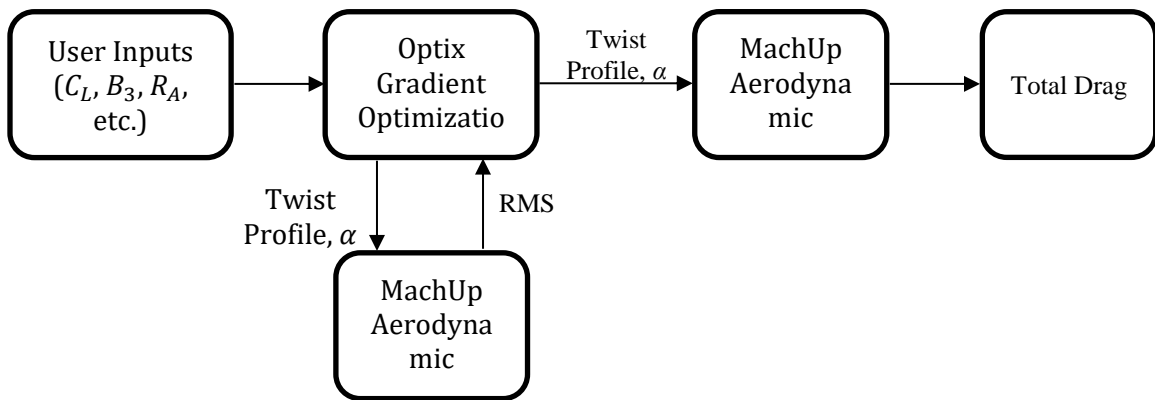 User Inputs
(C_L, B_3, R_A,
etc.)
Optix
Gradient
Optimizatio
Twist
Profile, α
MachUp
Aerodyna
mic
Total Drag
Twist
Profile, α
RMS
MachUp
Aerodyna
mic